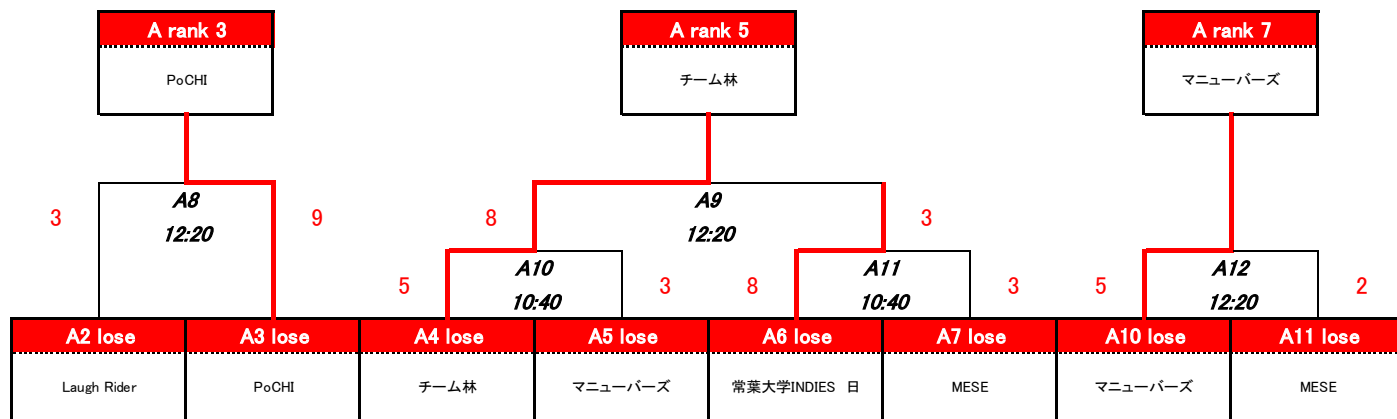 A rank 3
A rank 5
A rank 7
PoCHI
チーム林
マニューバーズ
A8
A9
3
9
8
3
12:20
12:20
A10
A11
A12
5
3
8
3
5
2
10:40
10:40
12:20
A2 lose
A3 lose
A4 lose
A5 lose
A6 lose
A7 lose
A10 lose
A11 lose
Laugh Rider
PoCHI
チーム林
マニューバーズ
常葉大学INDIES 日
MESE
マニューバーズ
MESE